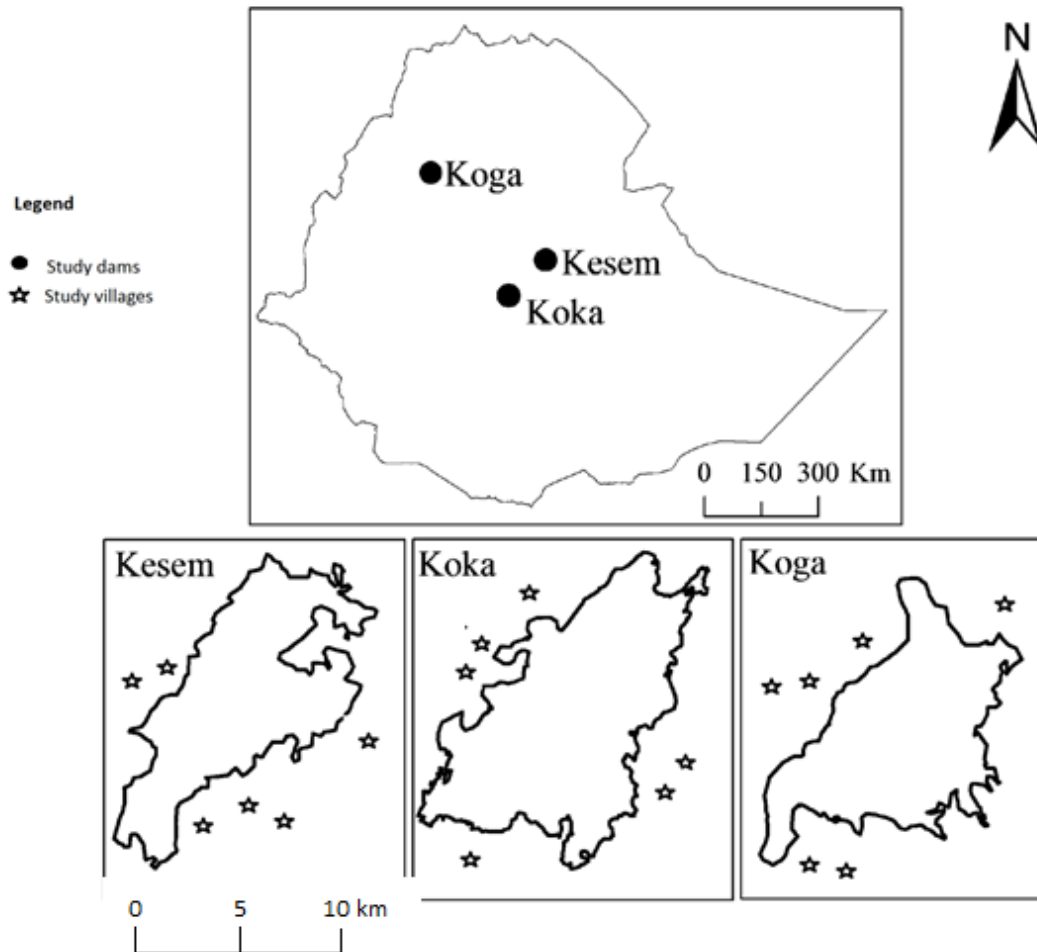 N
Koga
Legend
Kesem
Study dams
Study villages
Koka
0 150 300 Km
Kesem
Koka
Koga
0 5 10 km